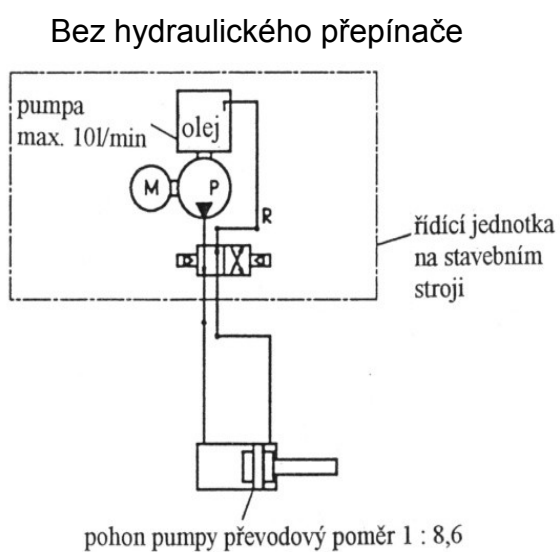 Bez hydraulického přepínače
pumpa
max. 10l/min
olej
M
P
R
řídící jednotka
na stavebním
stroji
pohon pumpy převodový poměr 1 : 8,6